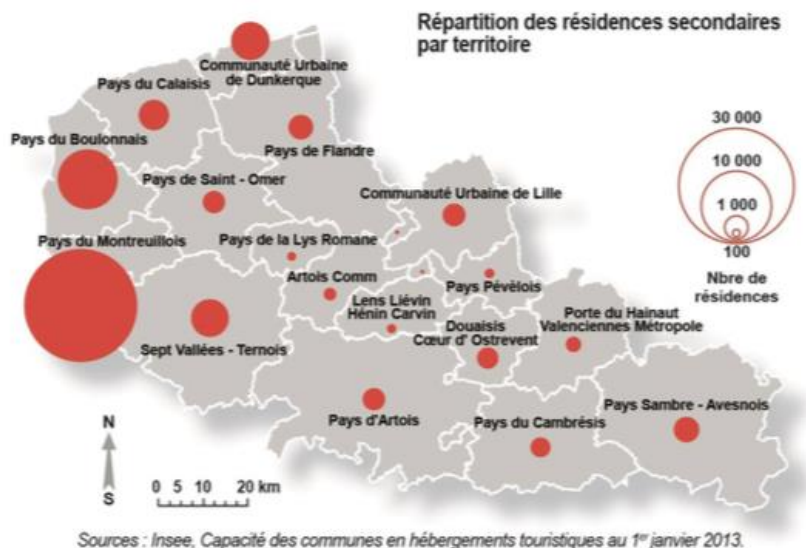 Répartition des résidences secondaires
par territoire
Communauté Urbaine
de Dunkerque
Pays du Calaisis
Pays du Boulonnais
Pays de Flandre
Pays de Saint - Omer
Communauté Urbaine de Lille
Pays du Montreuillois
Pays de la Lys Romane
Artois Comm
Pays Pévèlois
Lens Liévin
Hénin Carvin
Douaisis
Cœur d' Ostrevent
Porte du Hainaut
Valenciennes Métropole
Sept Vallées - Ternois
Pays d'Artois
Pays du Cambrésis
Pays Sambre - Avesnois
30 000
10 000
1 000
100
Nbre de
résidences
N
S
0 5 10 20 km
Sources : Insee, Capacité des communes en hébergements touristiques au 1er janvier 2013.